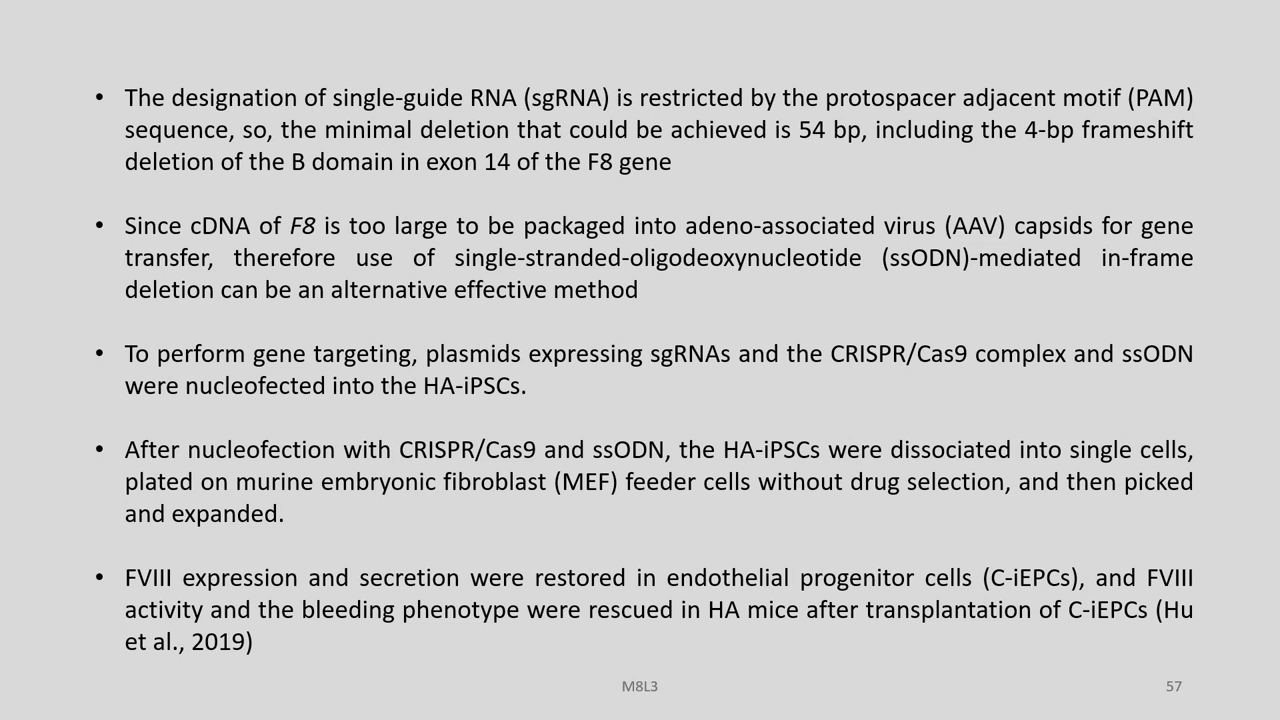 • The designation of single-guide RNA (sgRNA) is restricted by the protospacer adjacent motif (PAM)
sequence, so, the minimal deletion that could be achieved is 54 bp, including the 4-bp frameshift
deletion of the B domain in exon 14 of the F8 gene
• Since cDNA of F8 is too large to be packaged into adeno-associated virus (AAV) capsids for gene
transfer, therefore use of single-stranded-oligodeoxynucleotide (ssODN)-mediated in-frame
deletion can be an alternative effective method
• To perform gene targeting, plasmids expressing sgRNAs and the CRISPR/Cas9 complex and ssODN
were nucleofected into the HA-iPSCs.
• After nucleofection with CRISPR/Cas9 and ssODN, the HA-iPSCs were dissociated into single cells,
plated on murine embryonic fibroblast (MEF) feeder cells without drug selection, and then picked
and expanded.
• FVIII expression and secretion were restored in endothelial progenitor cells (C-iEPCs), and FVIII
activity and the bleeding phenotype were rescued in HA mice after transplantation of C-iEPCs (Hu
et al., 2019)
M8L3
57